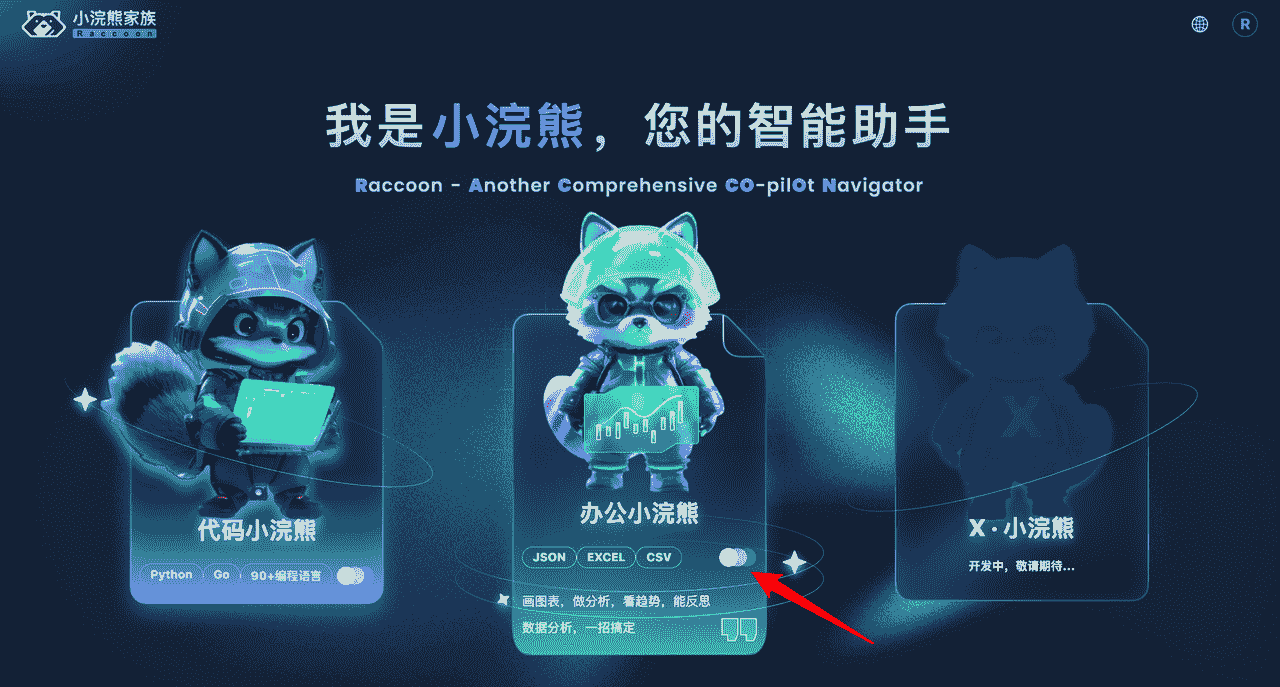 小浣熊家族
Raccoon
R
我是小浣熊，您的智能助手
Raccoon - Another Comprehensive CO-pilOt Navigator
代码小浣熊
Python Go 90+编程语言
办公小浣熊
JSON EXCEL CSV
画图表，做分析，看趋势，能反思
数据分析，一招搞定
X
X · 小浣熊
开发中，敬请期待...